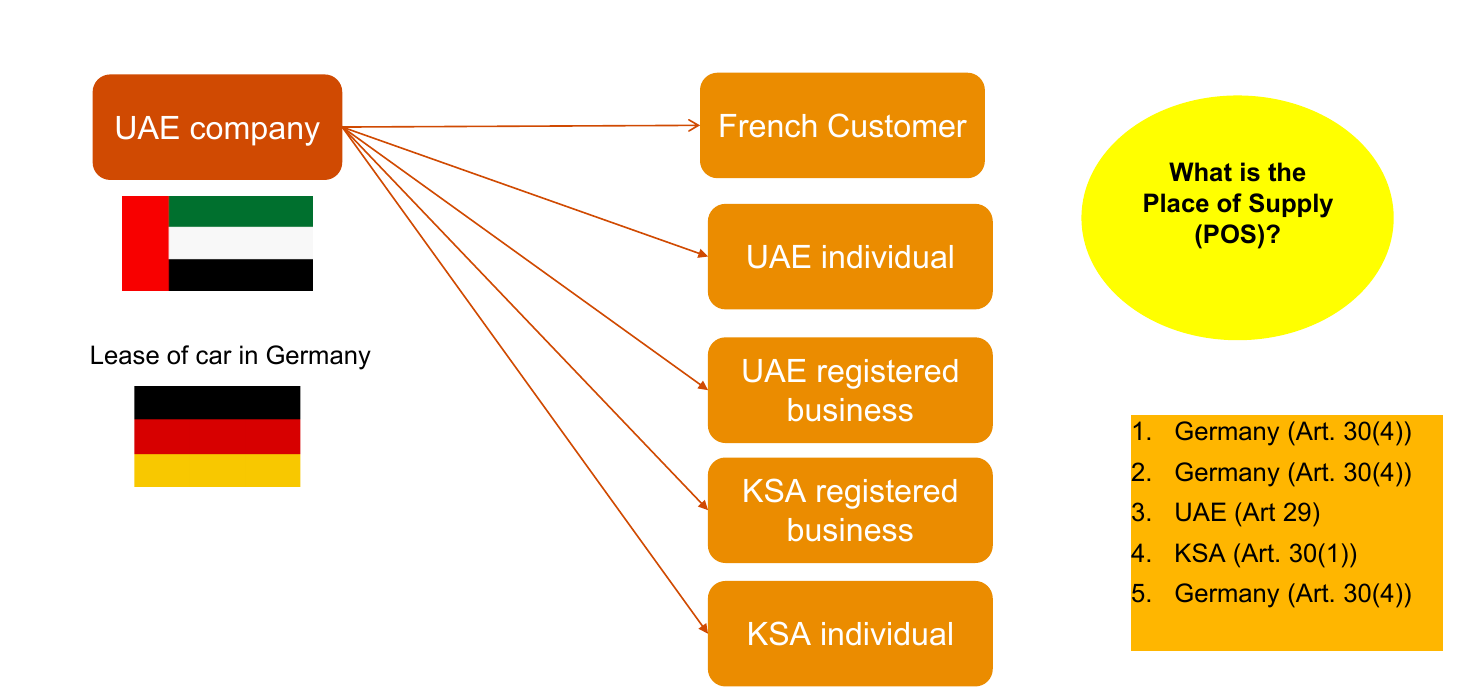 UAE company
Lease of car in Germany
French Customer
UAE individual
UAE registered
business
KSA registered
business
KSA individual
What is the
Place of Supply
(POS)?
1. Germany (Art. 30(4))
2. Germany (Art. 30(4))
3. UAE (Art 29)
4. KSA (Art. 30(1))
5. Germany (Art. 30(4))